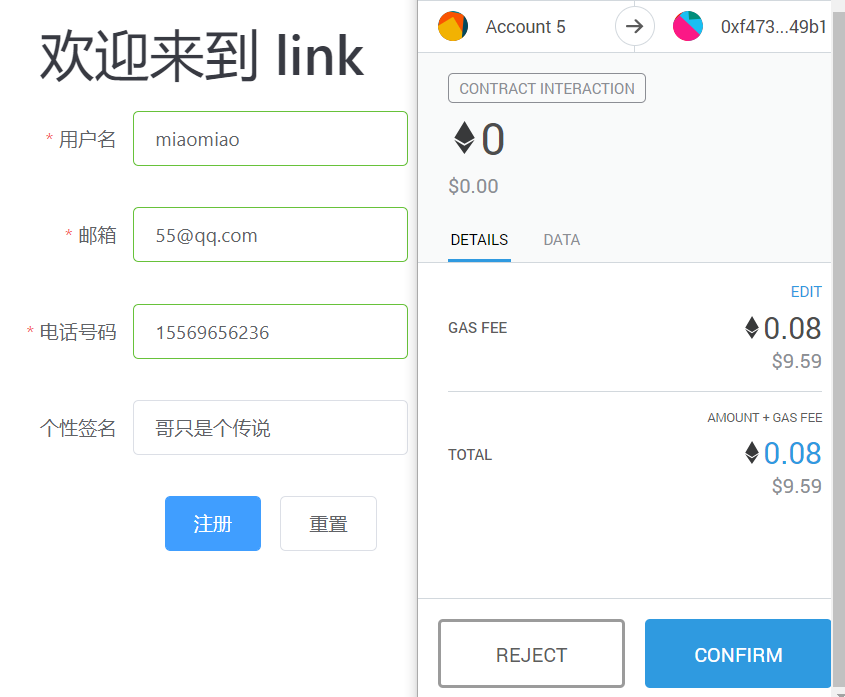 欢迎来到 link
* 用户名 miaomiao
* 邮箱 55@qq.com
* 电话号码 15569656236
个性签名 哥只是个传说
注册 重置
Account 5 0xf473...49b1
CONTRACT INTERACTION
0
$0.00
DETAILS DATA
EDIT
GAS FEE 0.08
$9.59
AMOUNT + GAS FEE
TOTAL 0.08
$9.59
REJECT CONFIRM